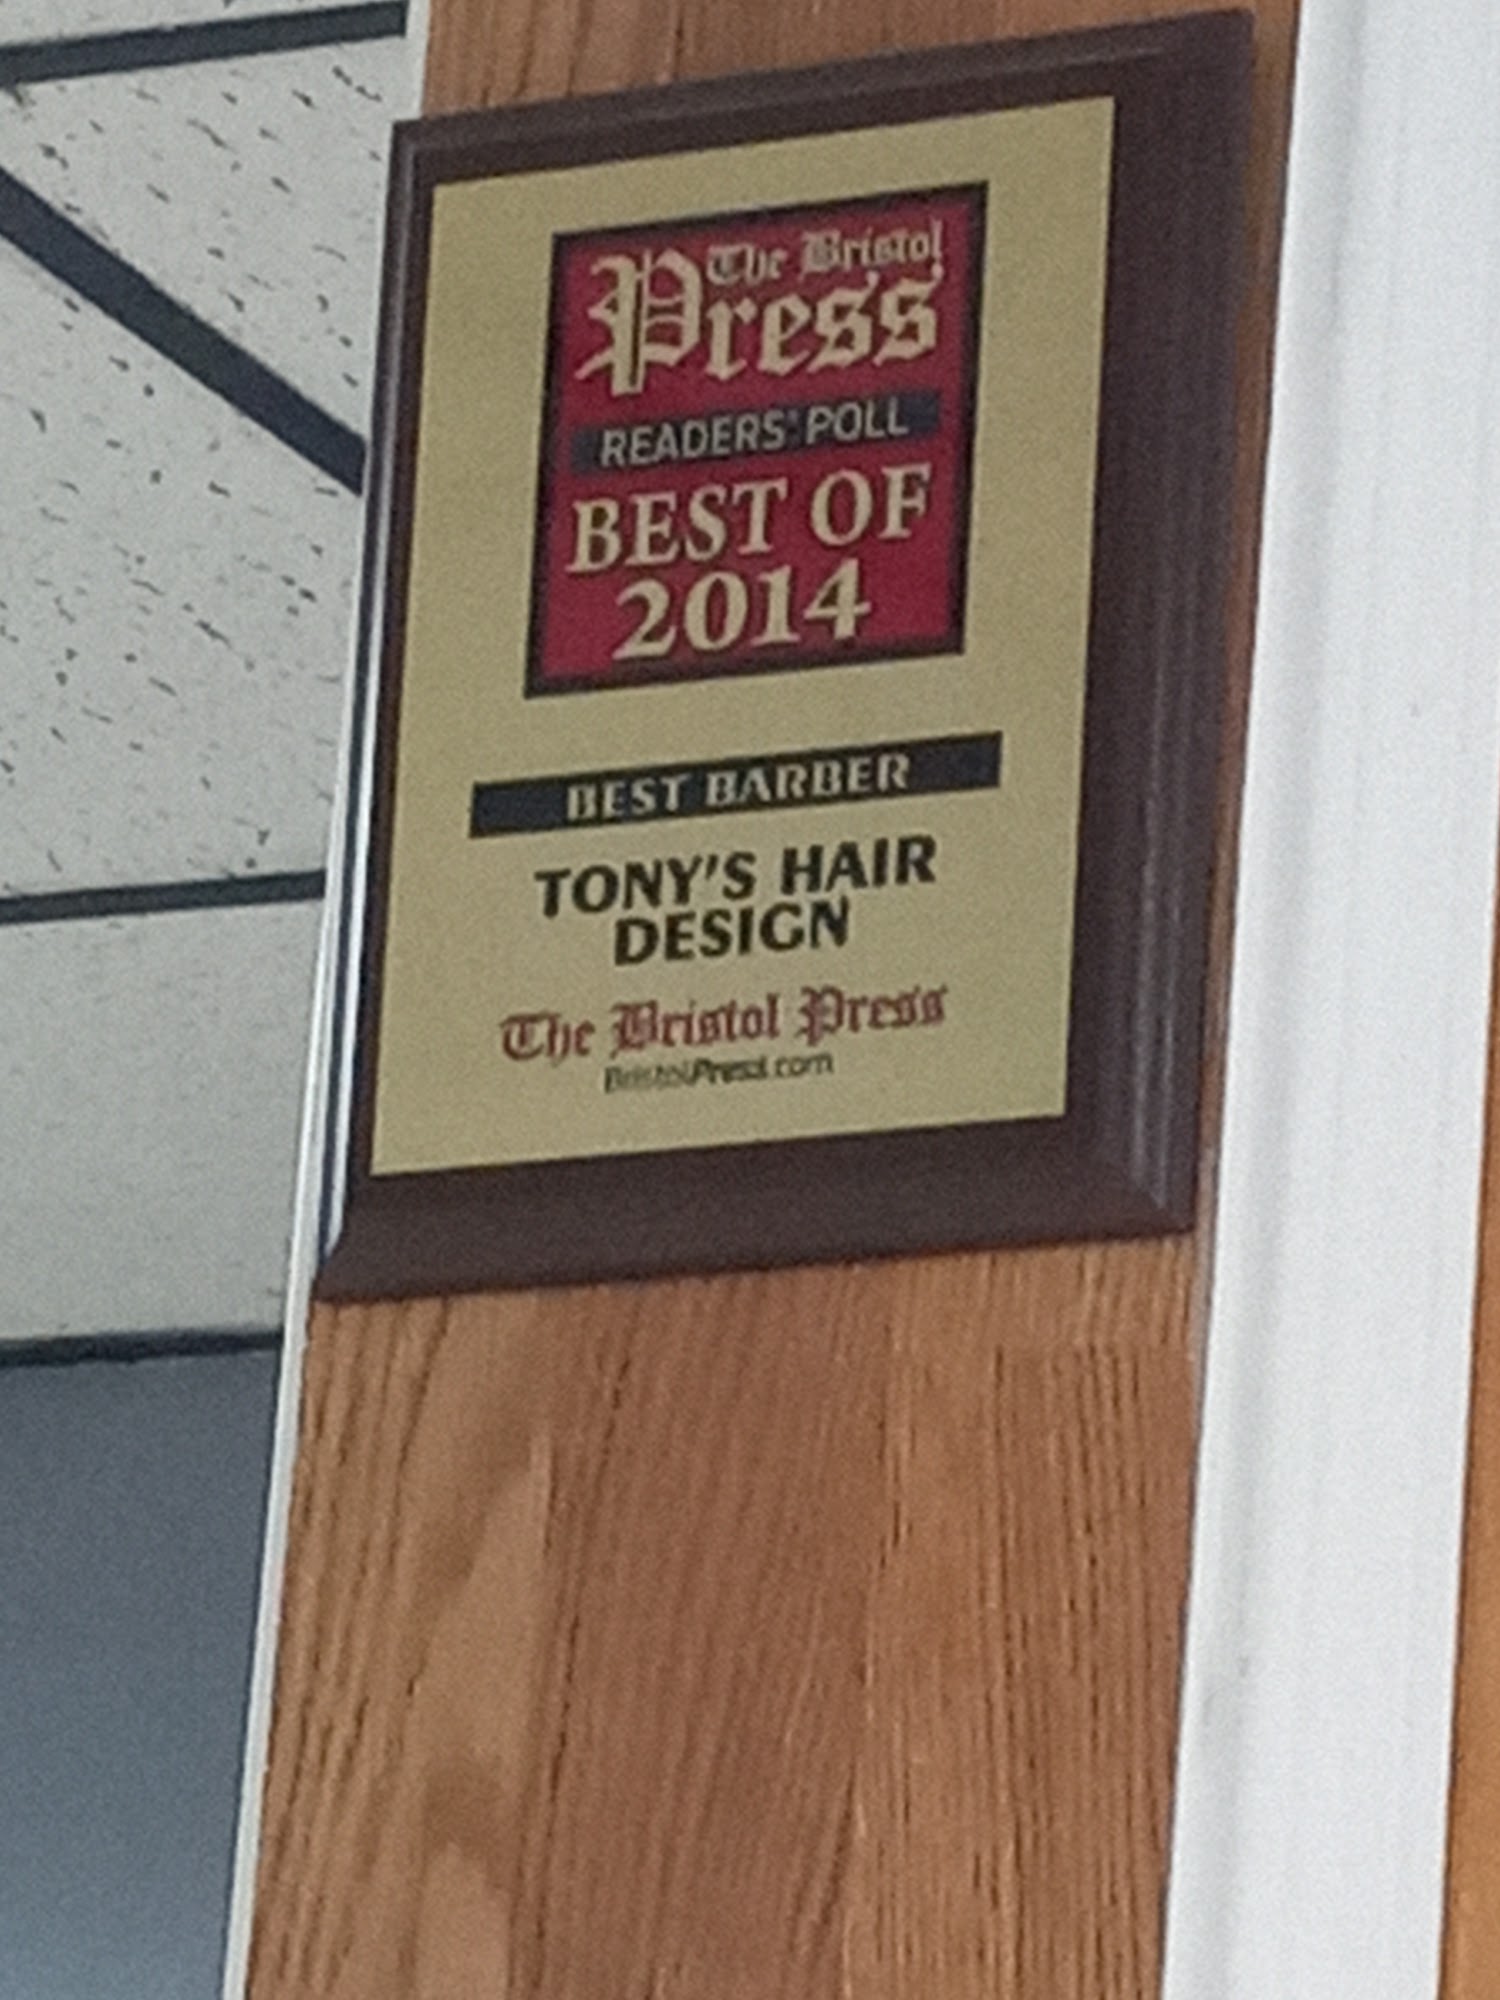 The Bristol
Press
READERS' POLL
BEST OF
2014
BEST BARBER
TONY'S HAIR
DESIGN
The Bristol Press
BristolPress.com